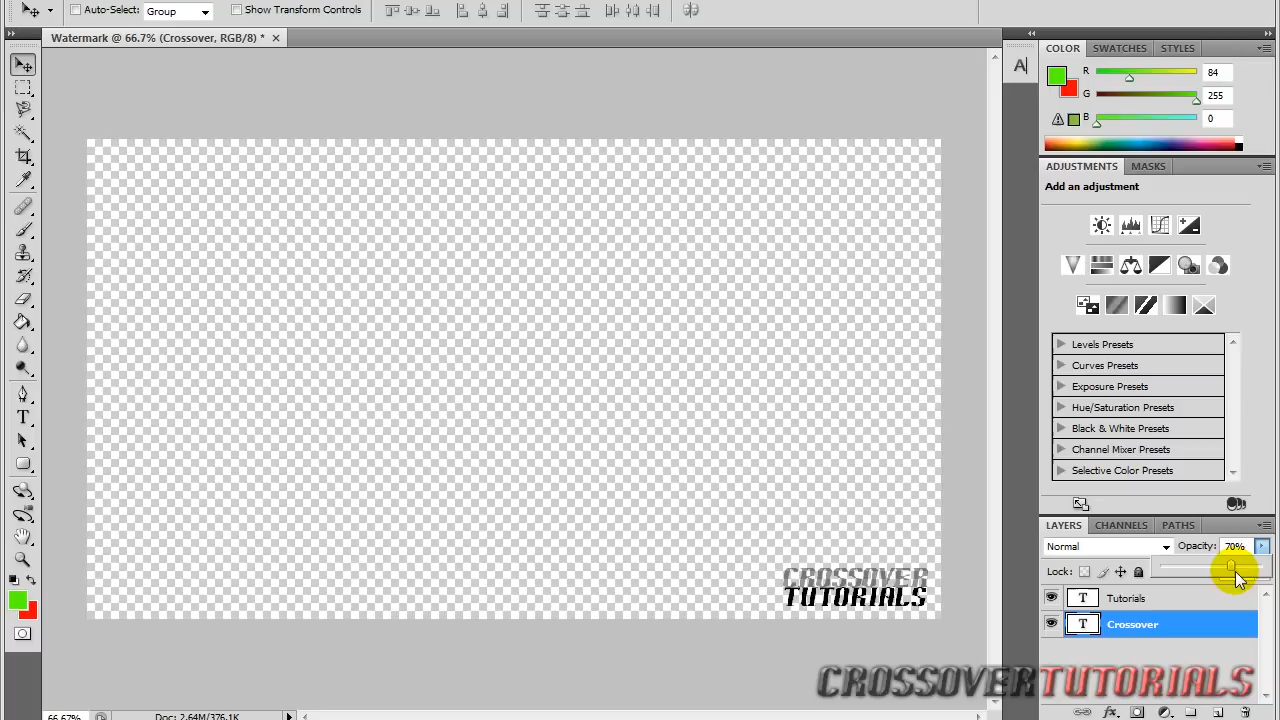 Auto-Select: Group Show Transform Controls
Watermark @ 66.7% (Crossover, RGB/8) *
COLOR SWATCHES STYLES
A
R 84
G 255
B 0
ADJUSTMENTS MASKS
Add an adjustment
Levels Presets
Curves Presets
Exposure Presets
Hue/Saturation Presets
Black & White Presets
Channel Mixer Presets
Selective Color Presets
LAYERS CHANNELS PATHS
Normal Opacity: 70%
Lock:
T Tutorials
T Crossover
CROSSOVER
TUTORIALS
CROSSOVERTUTORIALS
66.67% Doc: 2.64M/376.1K
fx